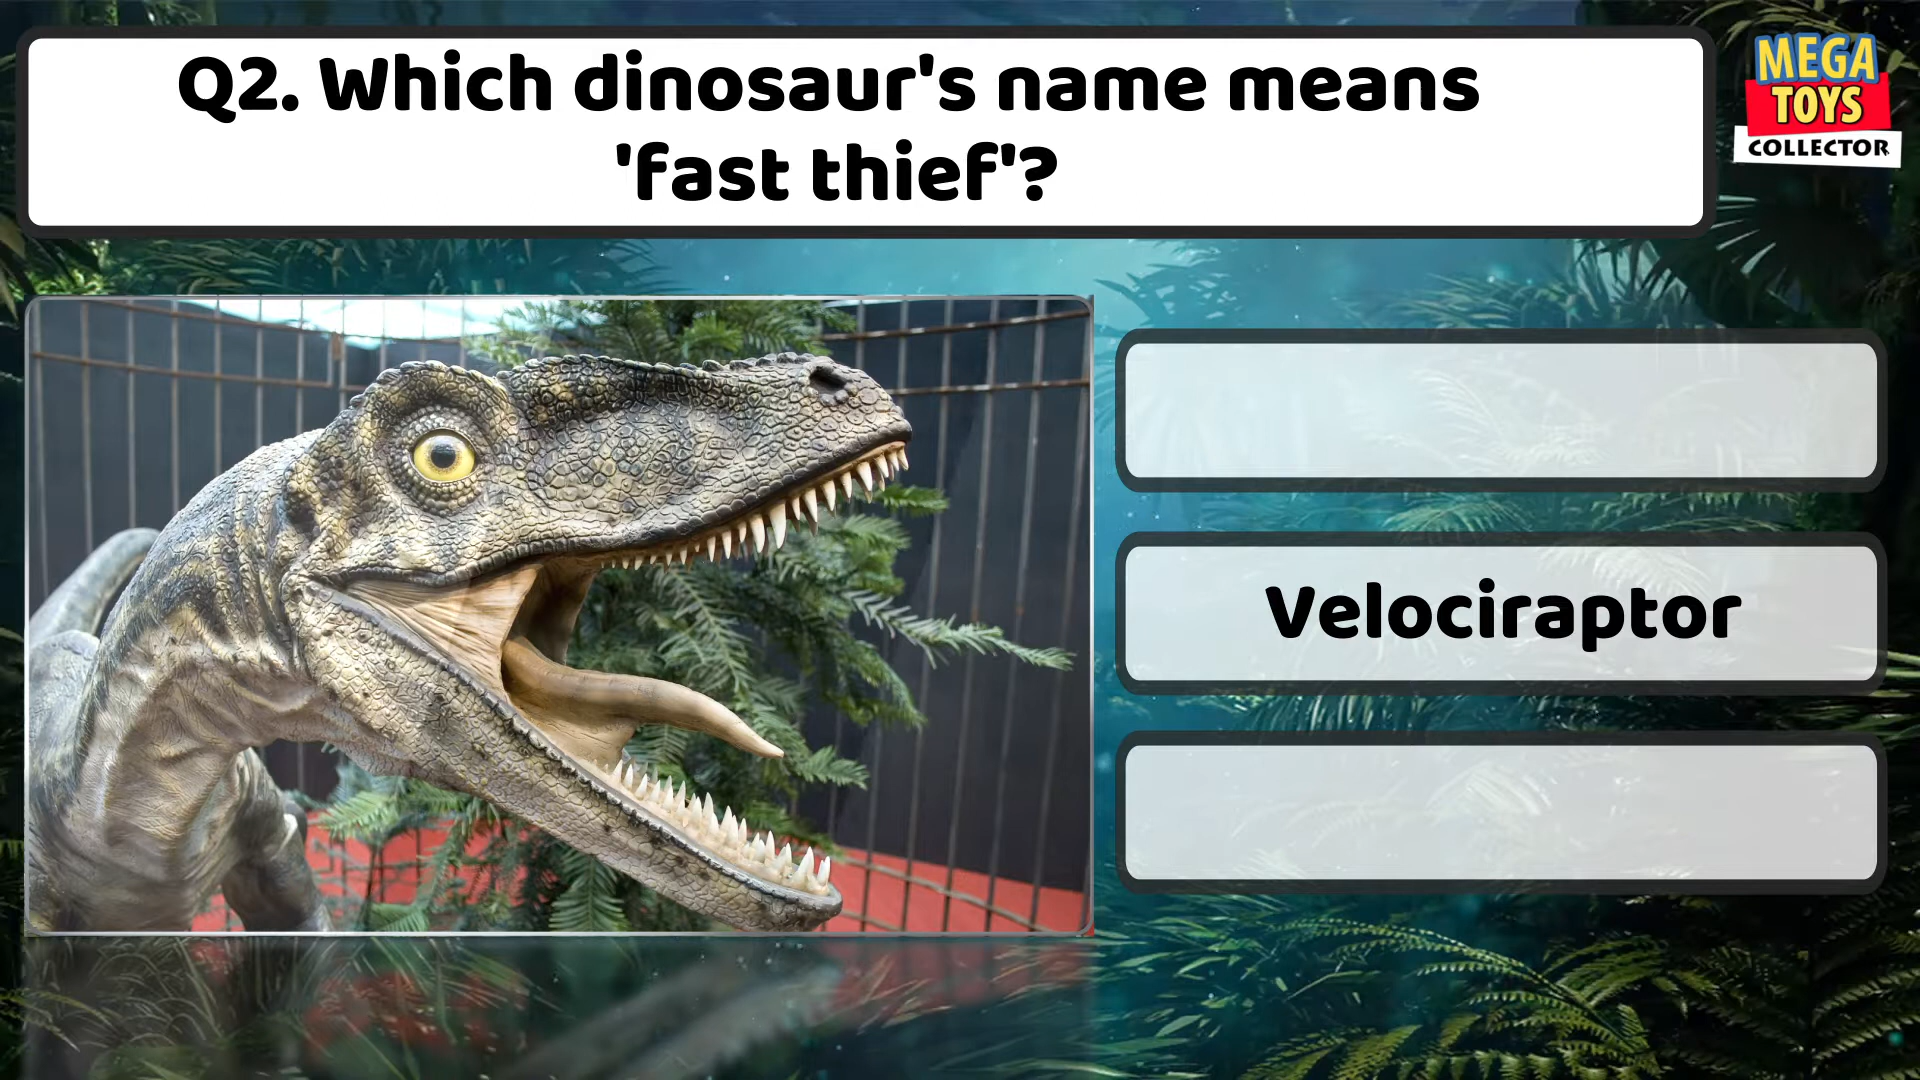 Q2. Which dinosaur's name means
'fast thief'?
MEGA
TOYS
COLLECTOR
Velociraptor